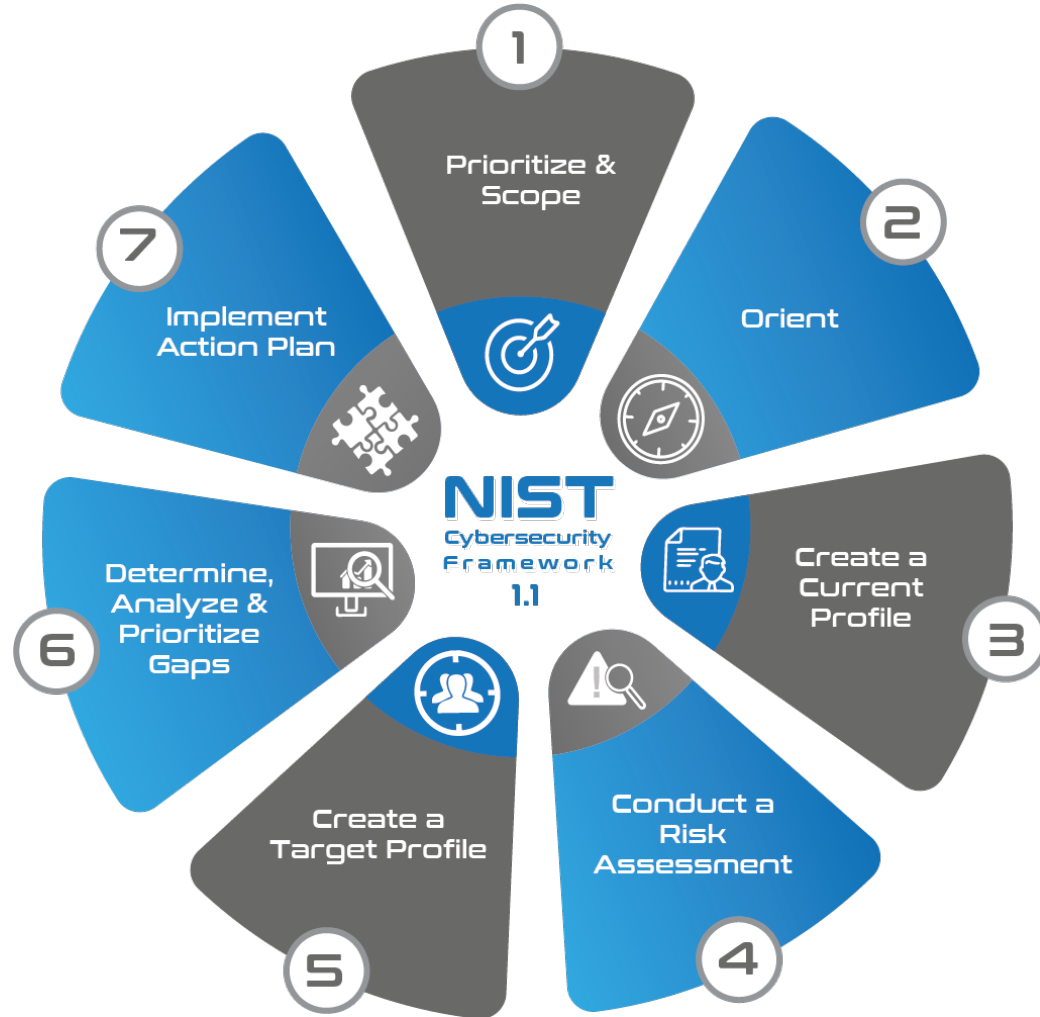 1
Prioritize &
Scope
2
Orient
3
Create a
Current
Profile
4
Conduct a
Risk
Assessment
5
Create a
Target Profile
6
Determine,
Analyze &
Prioritize
Gaps
7
Implement
Action Plan
NIST
Cybersecurity
Framework
1.1